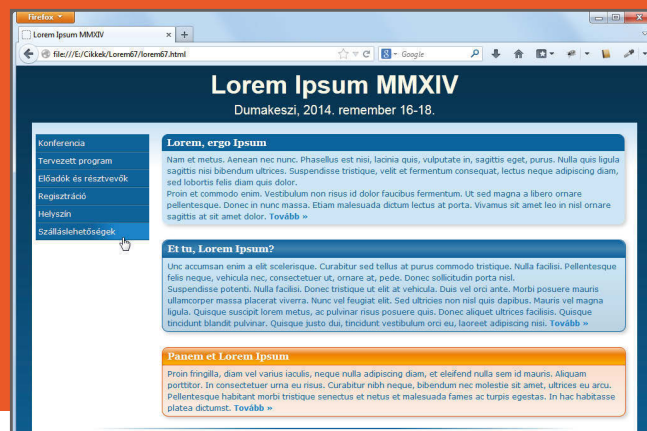 Firefox
Lorem Ipsum MMXIV
file:///E:/Cikkek/Lorem67/lorem67.html
Google
Lorem Ipsum MMXIV
Dumakeszi, 2014. remember 16-18.
Konferencia
Tervezett program
Előadók és résztvevők
Regisztráció
Helyszín
Szálláslehetőségek
Lorem, ergo Ipsum
Nam et metus. Aenean nec nunc. Phasellus est nisi, lacinia quis, vulputate in, sagittis eget, purus. Nulla quis ligula
sagittis nisi bibendum ultrices. Suspendisse tristique, velit et fermentum consequat, lectus neque adipiscing diam,
sed lobortis felis diam quis dolor.
Proin et commodo enim. Vestibulum non risus id dolor faucibus fermentum. Ut sed magna a libero ornare
pellentesque. Donec in nunc massa. Etiam malesuada dictum lectus at porta. Vivamus sit amet leo in nisl ornare
sagittis at sit amet dolor. Tovább »
Et tu, Lorem Ipsum?
Unc accumsan enim a elit scelerisque. Curabitur sed tellus at purus commodo tristique. Nulla facilisi. Pellentesque
felis neque, vehicula nec, consectetuer ut, ornare at, pede. Donec sollicitudin porta nisl.
Suspendisse potenti. Nulla facilisi. Donec tristique ut elit at vehicula. Duis vel orci ante. Morbi posuere mauris
ullamcorper massa placerat viverra. Nunc vel feugiat elit. Sed ultricies non nisl quis dapibus. Mauris vel magna
ligula. Quisque suscipit lorem metus, ac pulvinar risus posuere quis. Donec aliquet ultrices facilisis. Quisque
tincidunt blandit pulvinar. Quisque justo dui, tincidunt vestibulum orci eu, laoreet adipiscing nisi. Tovább »
Panem et Lorem Ipsum
Proin fringilla, diam vel varius iaculis, neque nulla adipiscing diam, et eleifend nulla sem id mauris. Aliquam
porttitor. In consectetuer urna eu risus. Curabitur nibh neque, bibendum nec molestie sit amet, ultrices eu arcu.
Pellentesque habitant morbi tristique senectus et netus et malesuada fames ac turpis egestas. In hac habitasse
platea dictumst. Tovább »